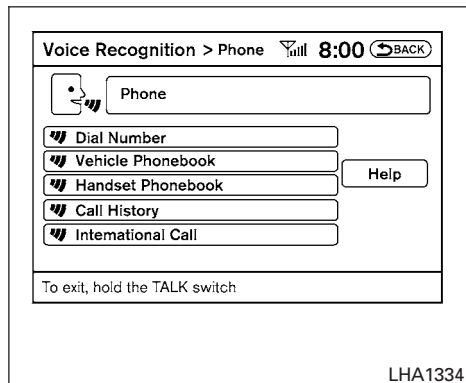 Voice Recognition > Phone 8:00 BACK
Phone
Dial Number
Vehicle Phonebook
Help
Handset Phonebook
Call History
International Call
To exit, hold the TALK switch
LHA1334